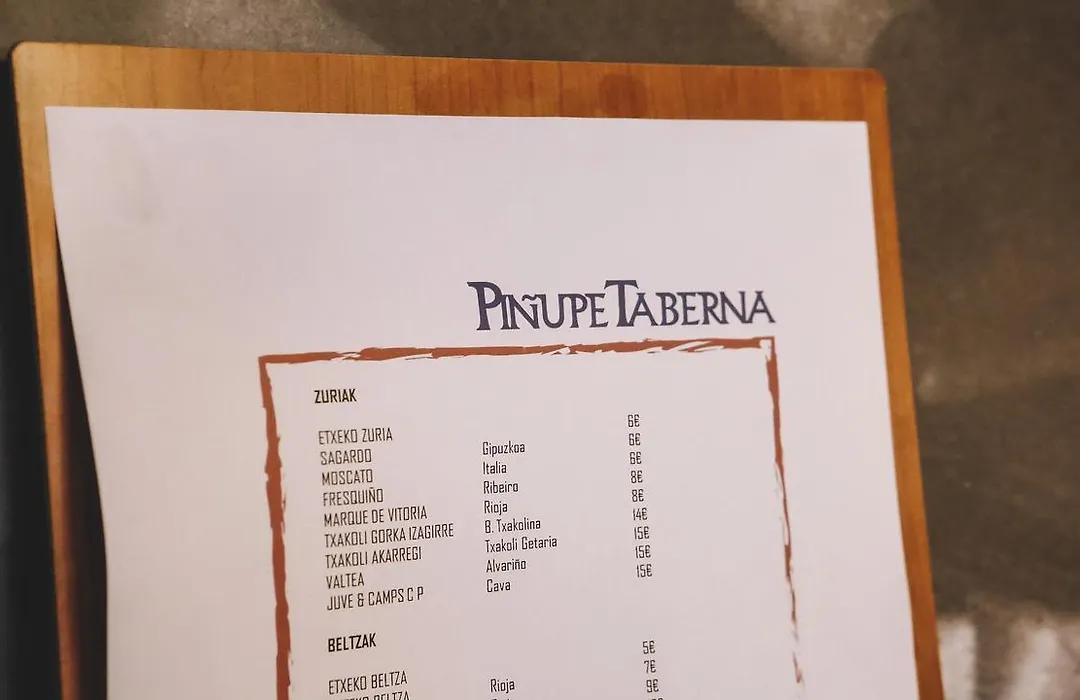 PIÑUPE TABERNA
ZURIAK
ETXEKO ZURIA 6€
SAGARDO Gipuzkoa 6€
MOSCATO Italia 6€
FRESQUIÑO Ribeiro 8€
MARQUE DE VITORIA Rioja 8€
TXAKOLI GORKA IZAGIRRE B. Txakolina 14€
TXAKOLI AKARREGI Txakoli Getaria 15€
VALTEA Alvariño 15€
JUVE & CAMPS C P Cava 15€
BELTZAK
ETXEKO BELTZA 5€
BELTZA Rioja 7€
9€